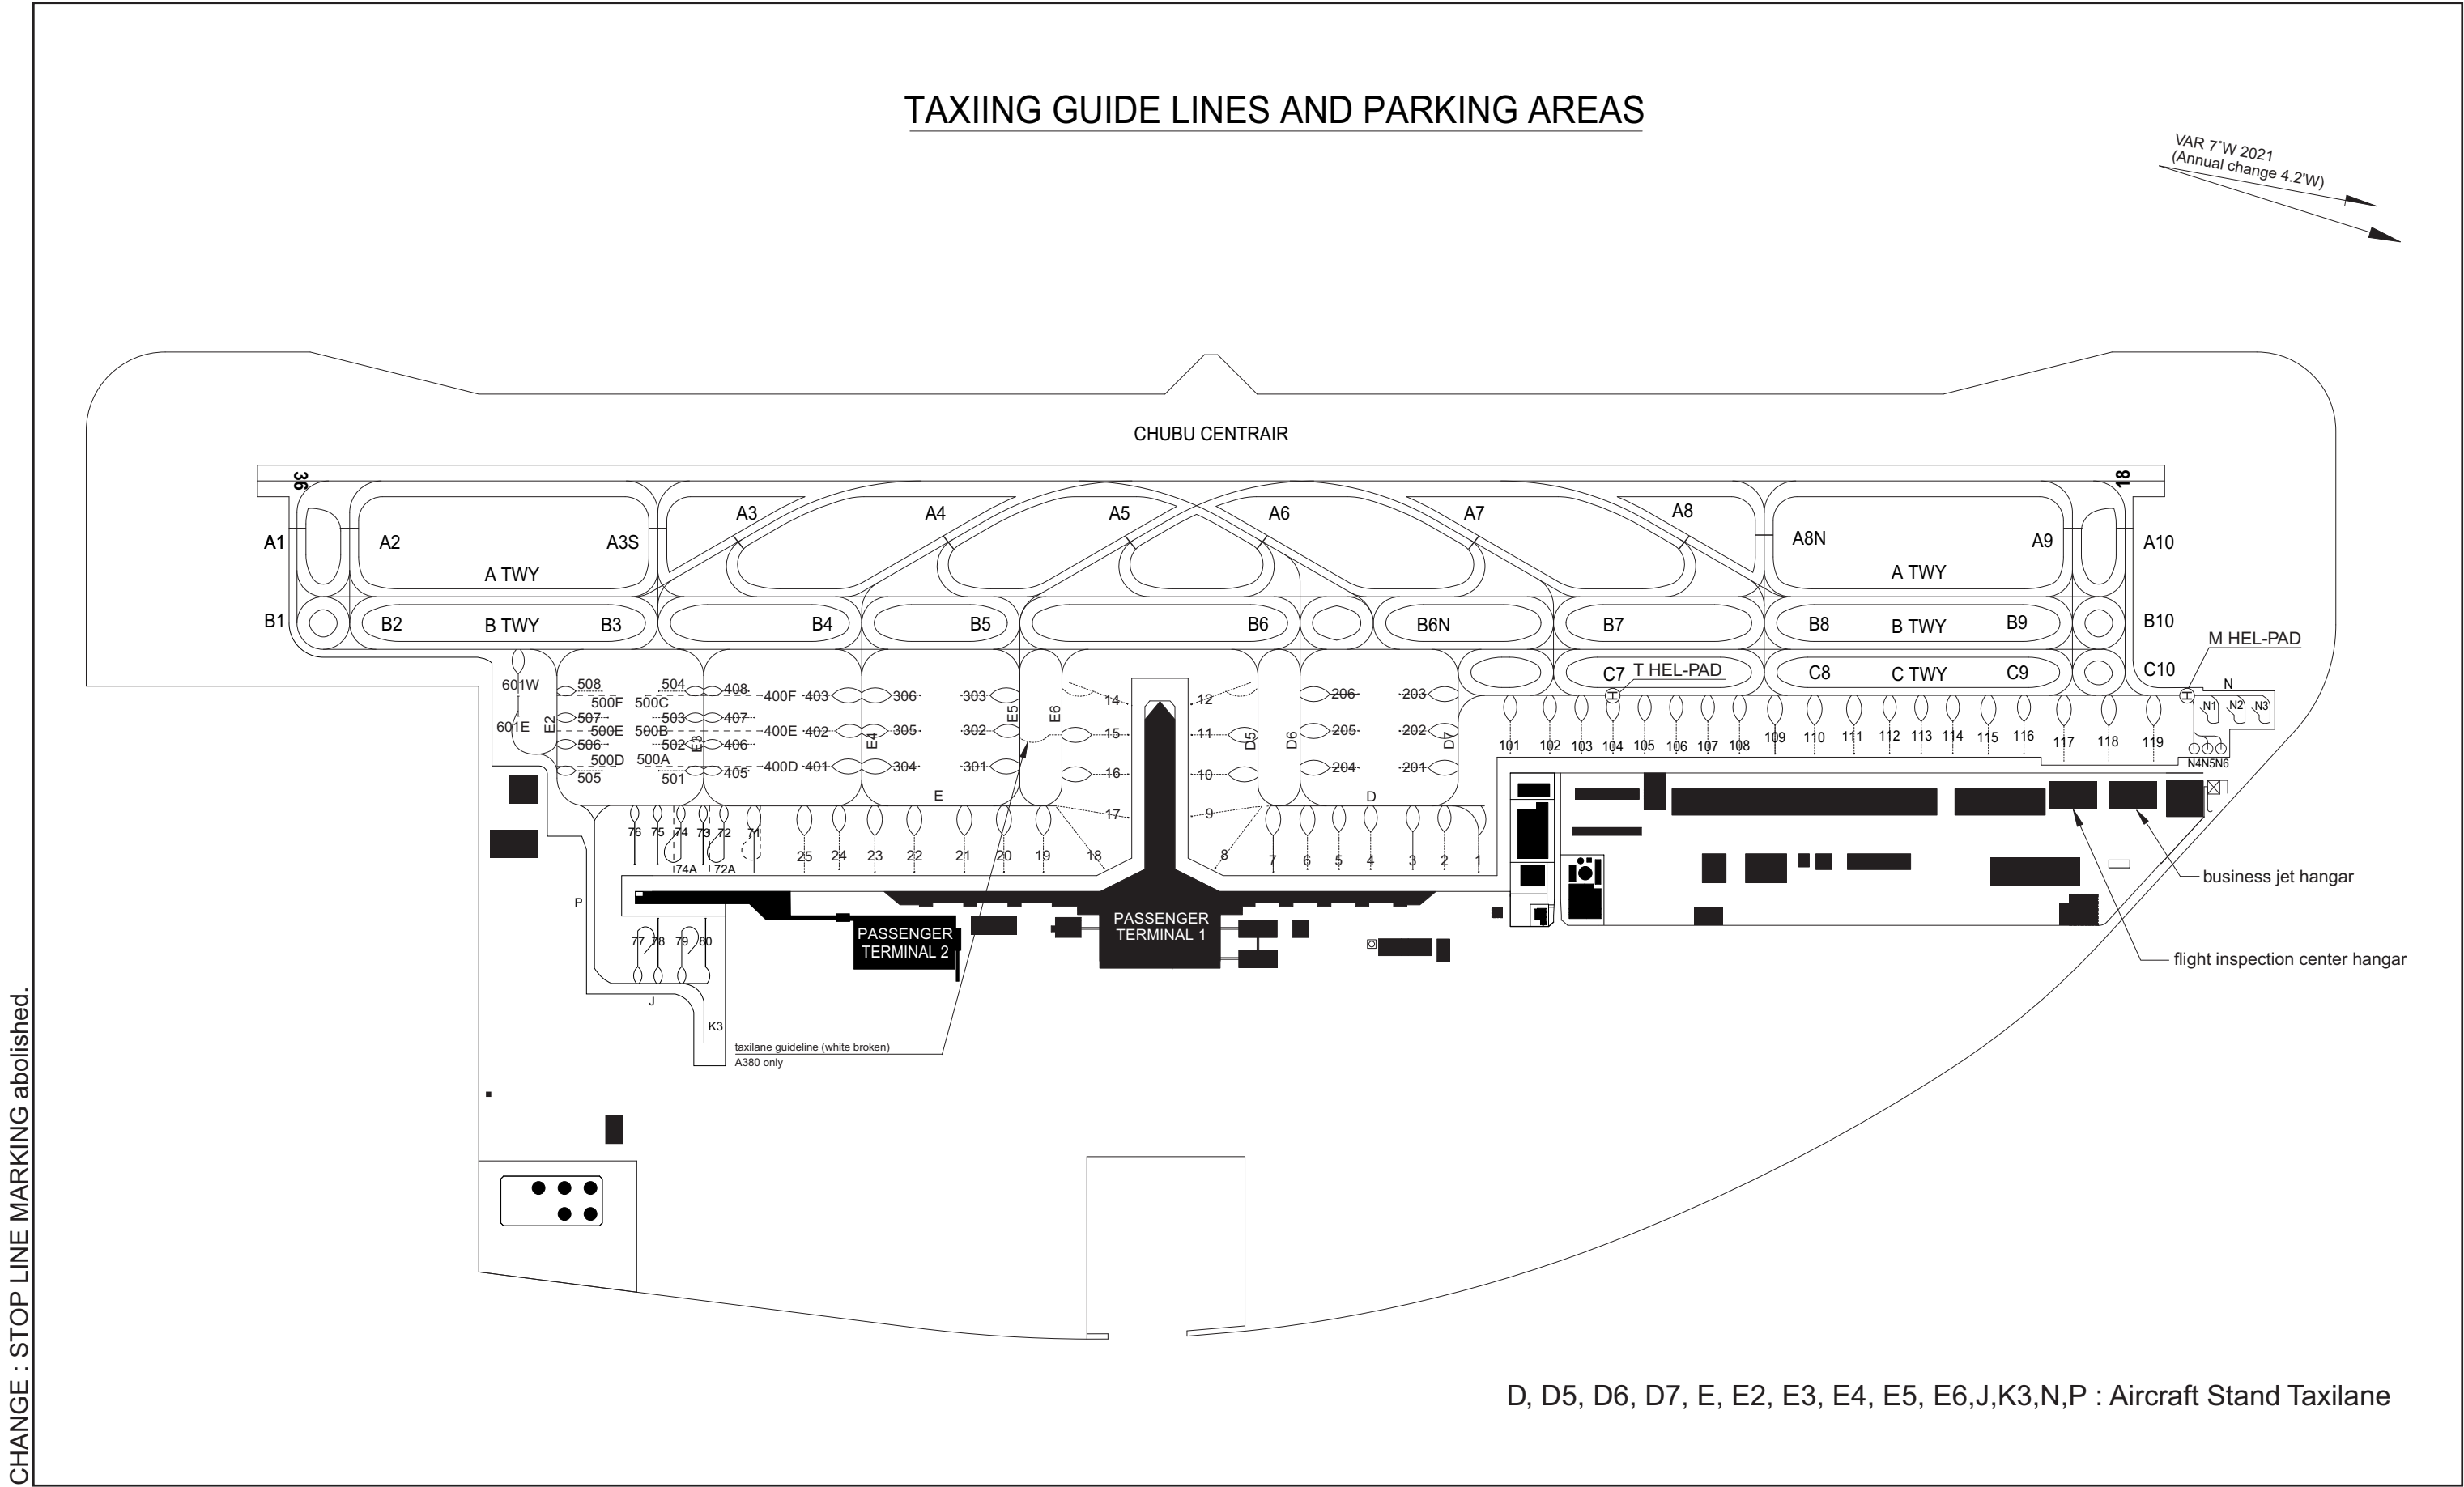 TAXIING GUIDE LINES AND PARKING AREAS
VAR 7°W 2021
(Annual change 4.2'W)
CHUBU CENTRAIR
36
18
A3
A4
A5
A6
A7
A8
A1
A2
A3S
A8N
A9
A10
A TWY
A TWY
B1
B2
B TWY
B3
B4
B5
B6
B6N
B7
B8
B TWY
B9
B10
M HEL-PAD
C7
T HEL-PAD
C8
C TWY
C9
C10
N
601W
508
504
408
500F
500C
400F
403
306
303
14
12
206
203
N1
N2
N3
601E
E2
507
503
407
E5
E6
500E
500B
400E
402
305
302
15
11
205
202
506
502
E3
406
E4
D5
D6
D7
500D
500A
400D
401
304
301
16
10
204
201
505
501
405
101
102
103
104
105
106
107
108
109
110
111
112
113
114
115
116
117
118
119
N4N5N6
E
D
17
9
76
75
74
73
72
71
25
24
23
22
21
20
19
18
8
7
6
5
4
3
2
1
74A
72A
business jet hangar
P
PASSENGER
TERMINAL 1
PASSENGER
TERMINAL 2
77
78
79
80
flight inspection center hangar
J
K3
taxilane guideline (white broken)
A380 only
D, D5, D6, D7, E, E2, E3, E4, E5, E6,J,K3,N,P : Aircraft Stand Taxilane
CHANGE : STOP LINE MARKING abolished.